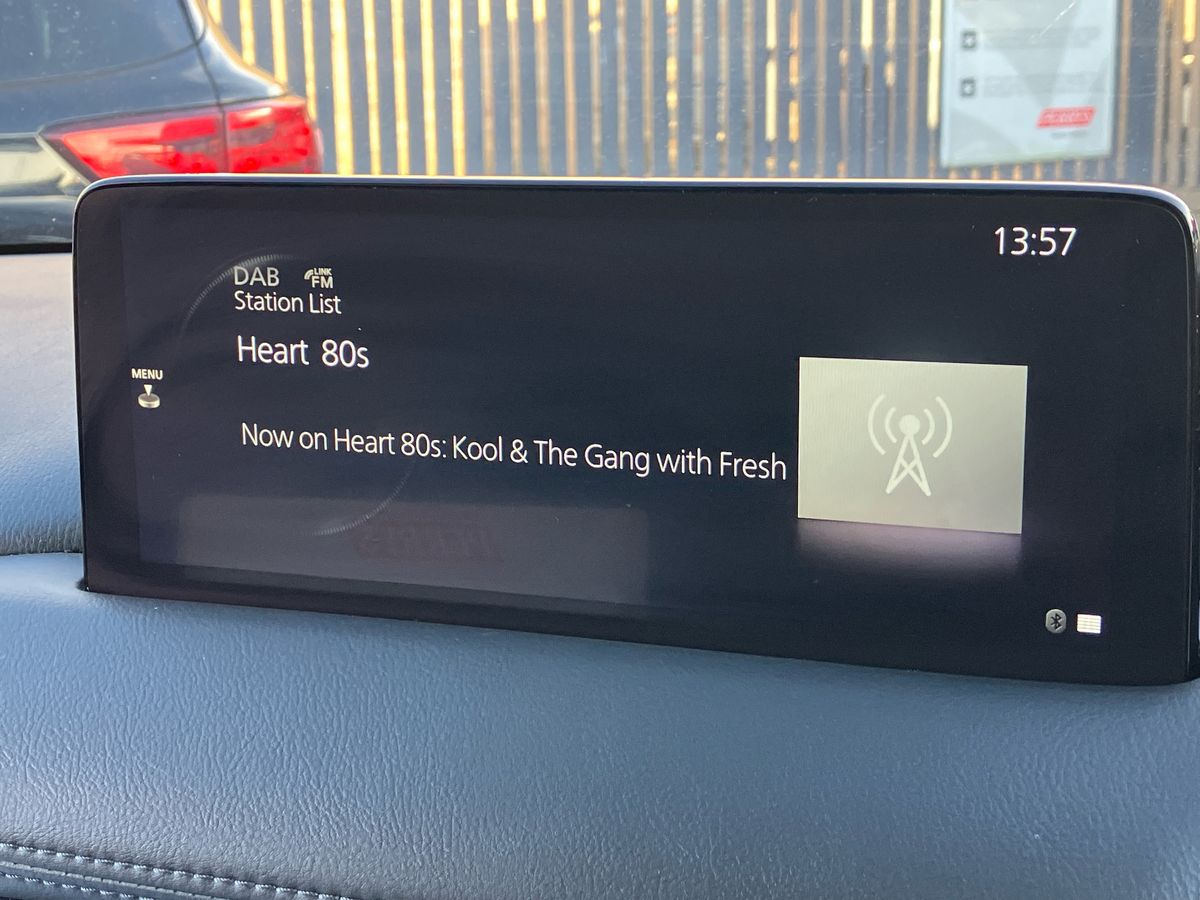 13:57
DAB LINK FM
Station List
Heart 80s
MENU
Now on Heart 80s: Kool & The Gang with Fresh